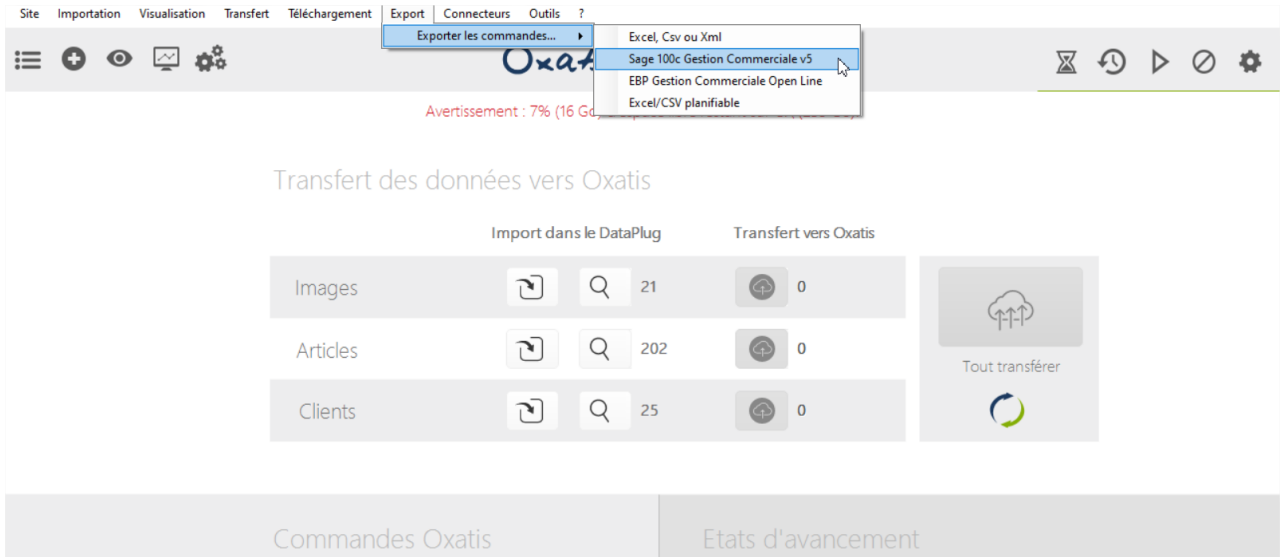 Site Importation Visualisation Transfert Téléchargement Export Connecteurs Outils ?
Exporter les commandes...
Excel, Csv ou Xml
Sage 100c Gestion Commerciale v5
EBP Gestion Commerciale Open Line
Excel/CSV planifiable
Avertissement : 7% (16 Go)
Transfert des données vers Oxatis
Import dans le DataPlug Transfert vers Oxatis
Images 21 0
Articles 202 0
Tout transférer
Clients 25 0
Commandes Oxatis Etats d'avancement